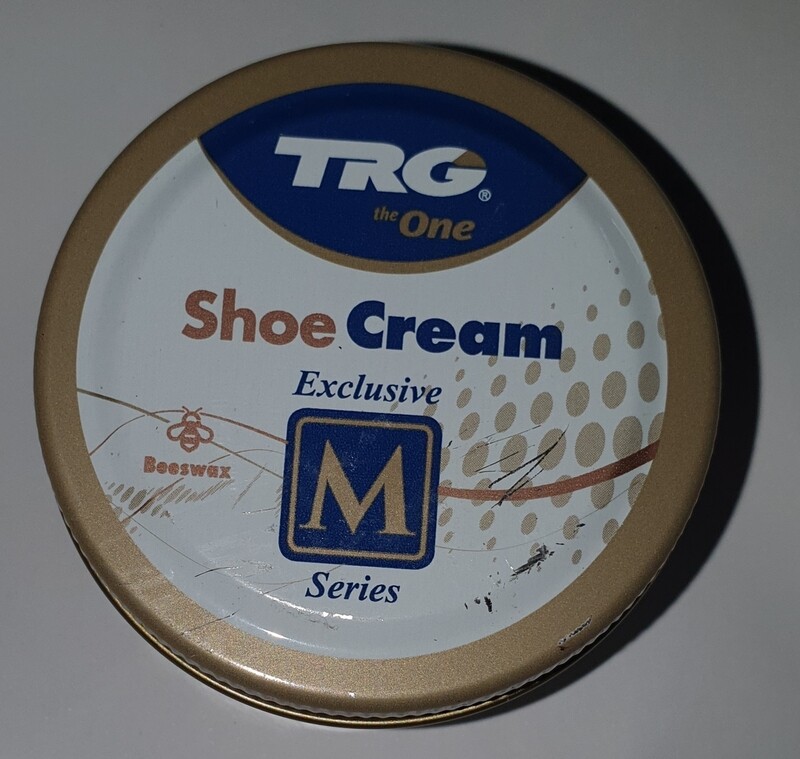 TRG®
the One
Shoe Cream
Exclusive
Beeswax
M
Series